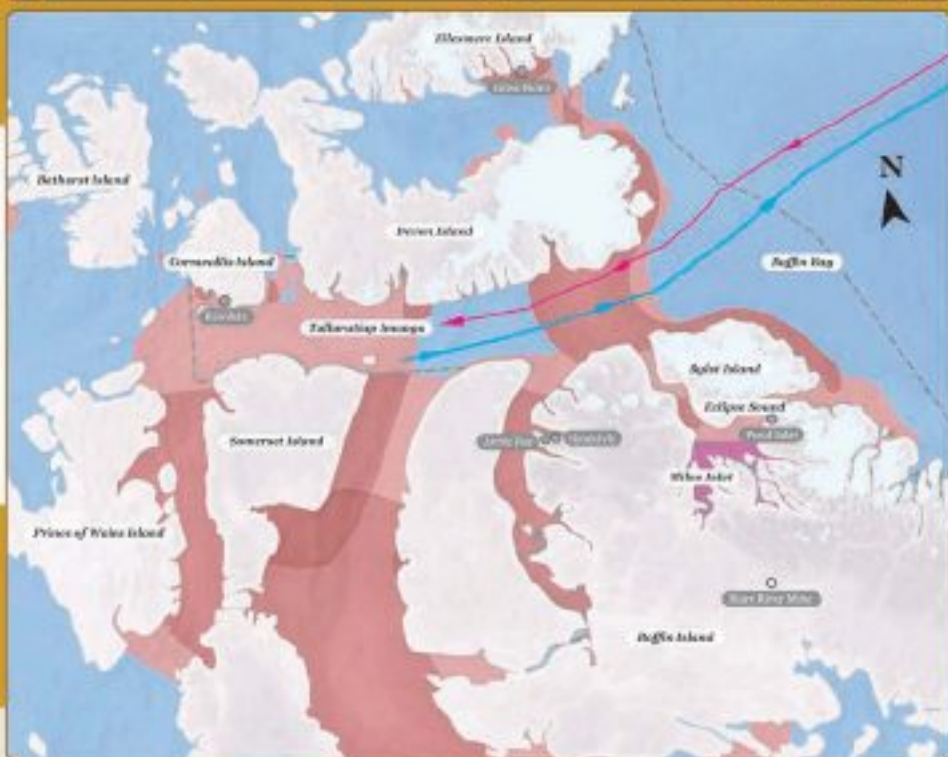 Ellesmere Island
Grise Fiord
Bathurst Island
N
Devon Island
Cornwallis Island
Baffin Bay
Resolute
Tallurutiup Imanga
Bylot Island
Eclipse Sound
Pond Inlet
Somerset Island
Arctic Bay
Nanisivik
Milne Inlet
Prince of Wales Island
Mary River Mine
Baffin Island